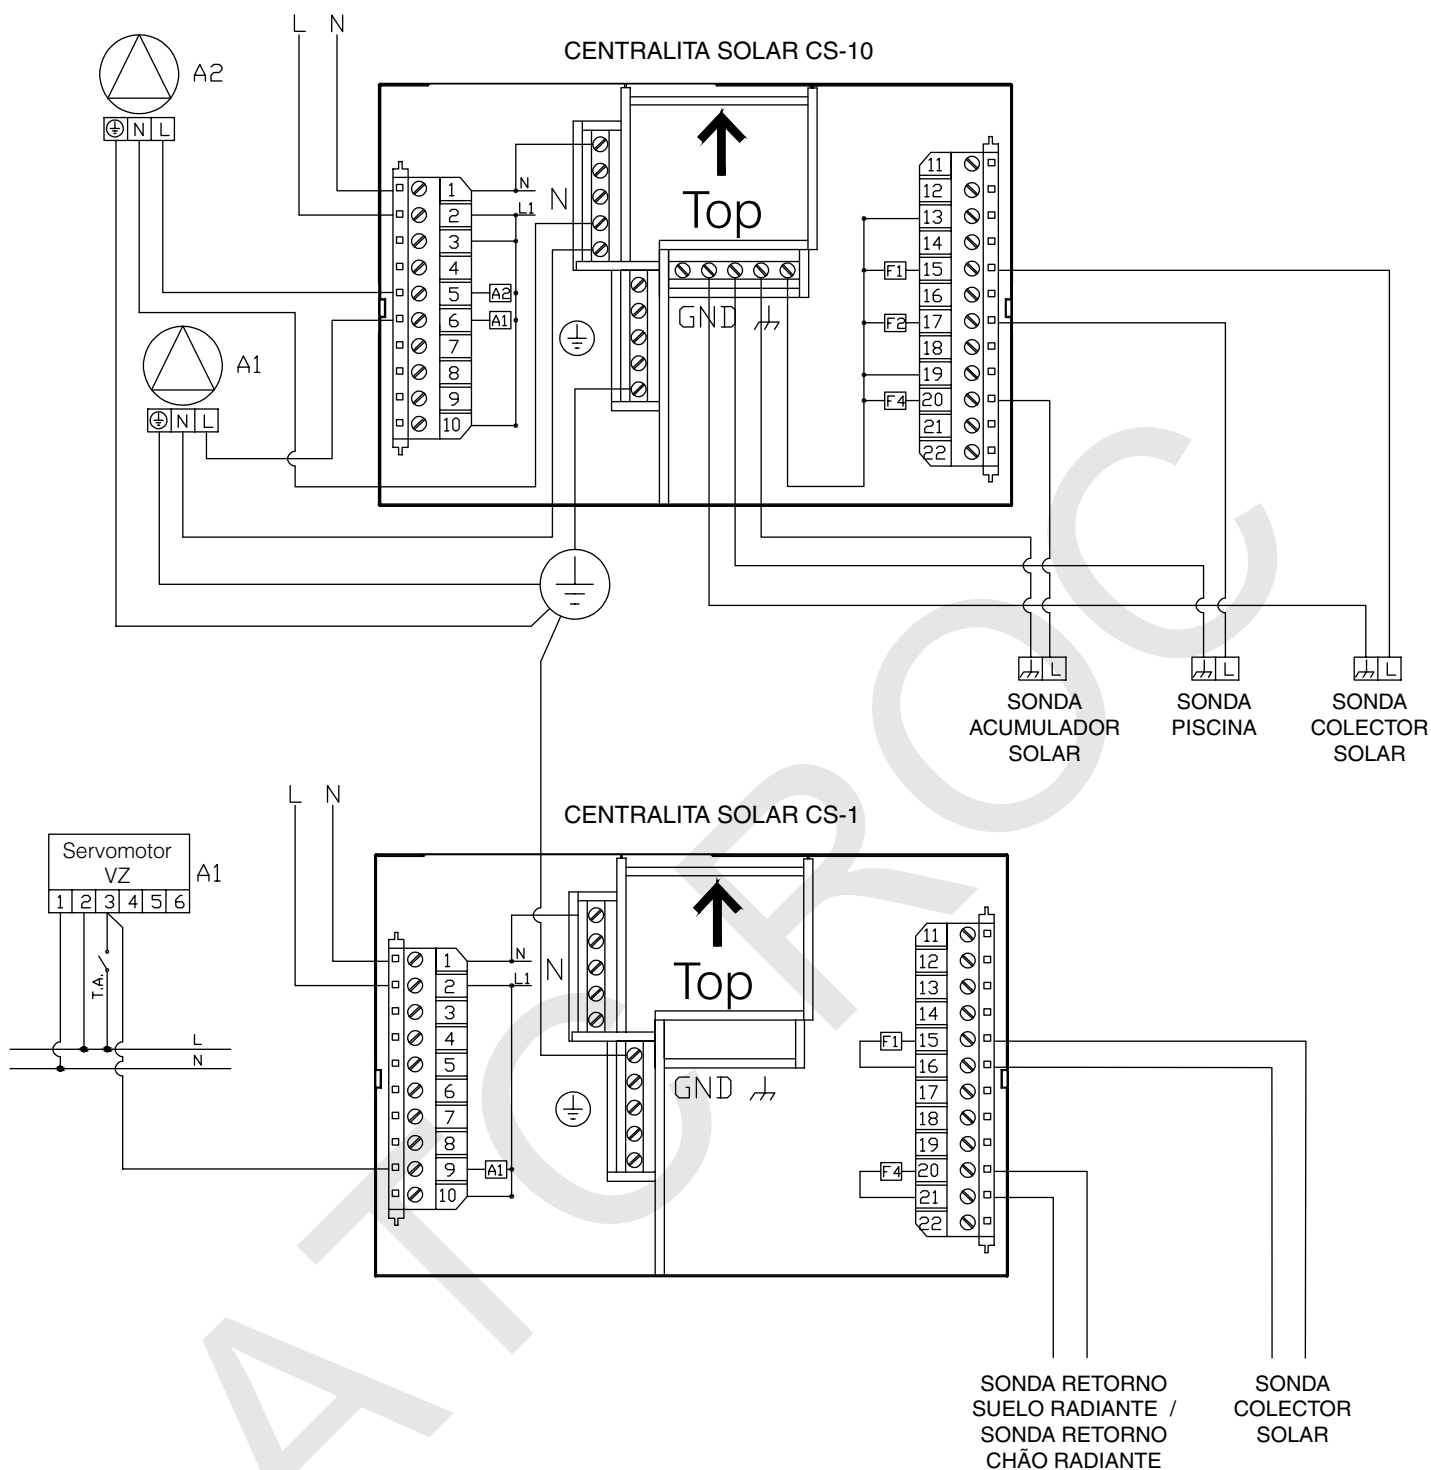 L N
CENTRALITA SOLAR CS-10
A2
N L
1
2
3
4
5
6
7
8
9
10
N
L1
A2
A1
N
Top
GND
11
12
13
14
15
16
17
18
19
20
21
22
F1
F2
F4
A1
N L
L
L
L
SONDA
ACUMULADOR
SOLAR
SONDA
PISCINA
SONDA
COLECTOR
SOLAR
L N
CENTRALITA SOLAR CS-1
Servomotor
VZ
A1
1 2 3 4 5 6
T.A.
L
N
1
2
3
4
5
6
7
8
9
10
N
L1
A1
N
Top
GND
11
12
13
14
15
16
17
18
19
20
21
22
F1
F4
SONDA RETORNO
SUELO RADIANTE /
SONDA RETORNO
CHÃO RADIANTE
SONDA
COLECTOR
SOLAR
ATC ROC